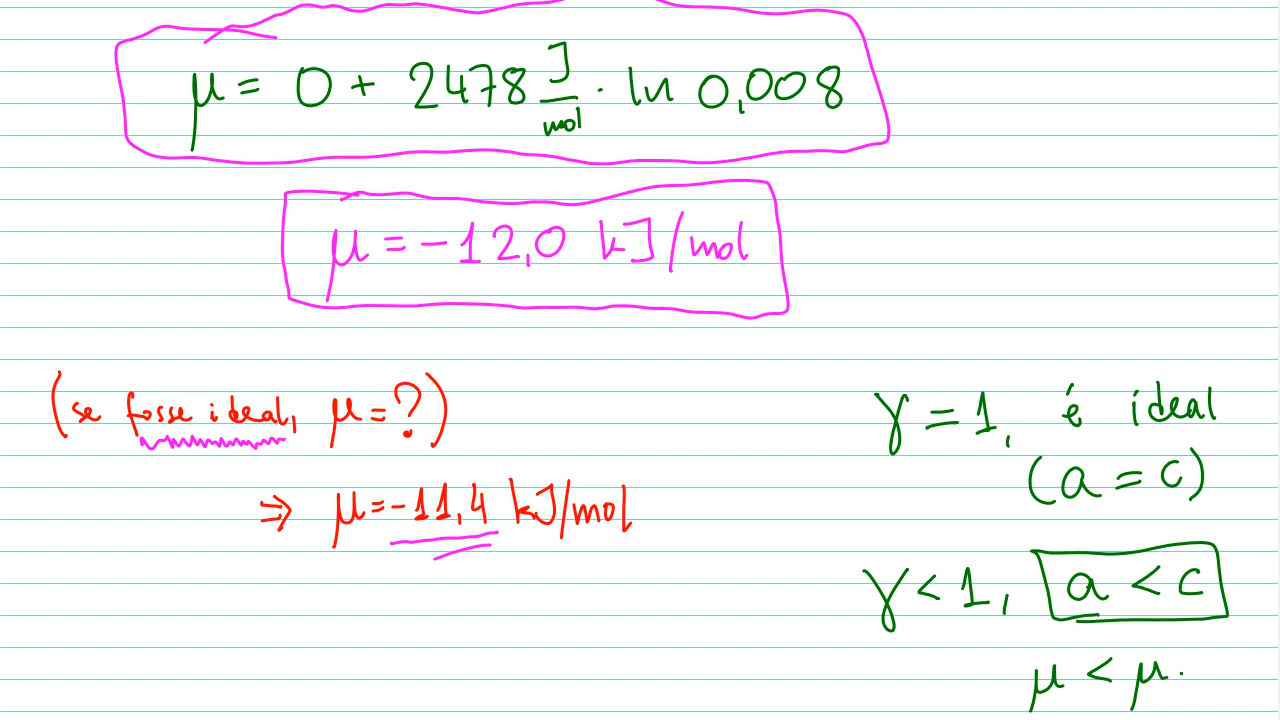 μ = 0 + 2478 J/mol · ln 0,008
μ = -12,0 kJ/mol
(se fosse ideal, μ = ?)
⇒ μ = -11,4 kJ/mol
γ = 1, é ideal
(a = c)
γ < 1, a < c
μ < μ.